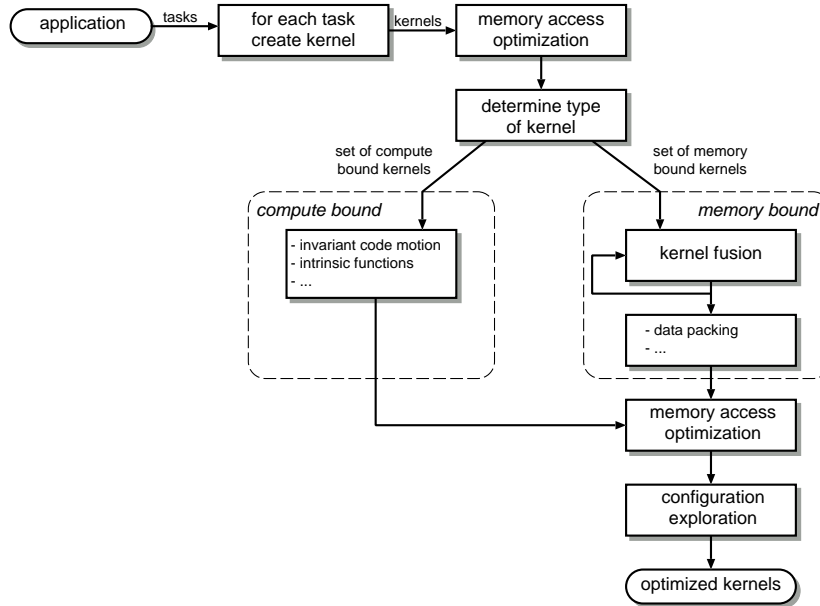 application
tasks
for each task
create kernel
kernels
memory access
optimization
determine type
of kernel
set of compute
bound kernels
set of memory
bound kernels
compute bound
- invariant code motion
- intrinsic functions
- ...
memory bound
kernel fusion
- data packing
- ...
memory access
optimization
configuration
exploration
optimized kernels